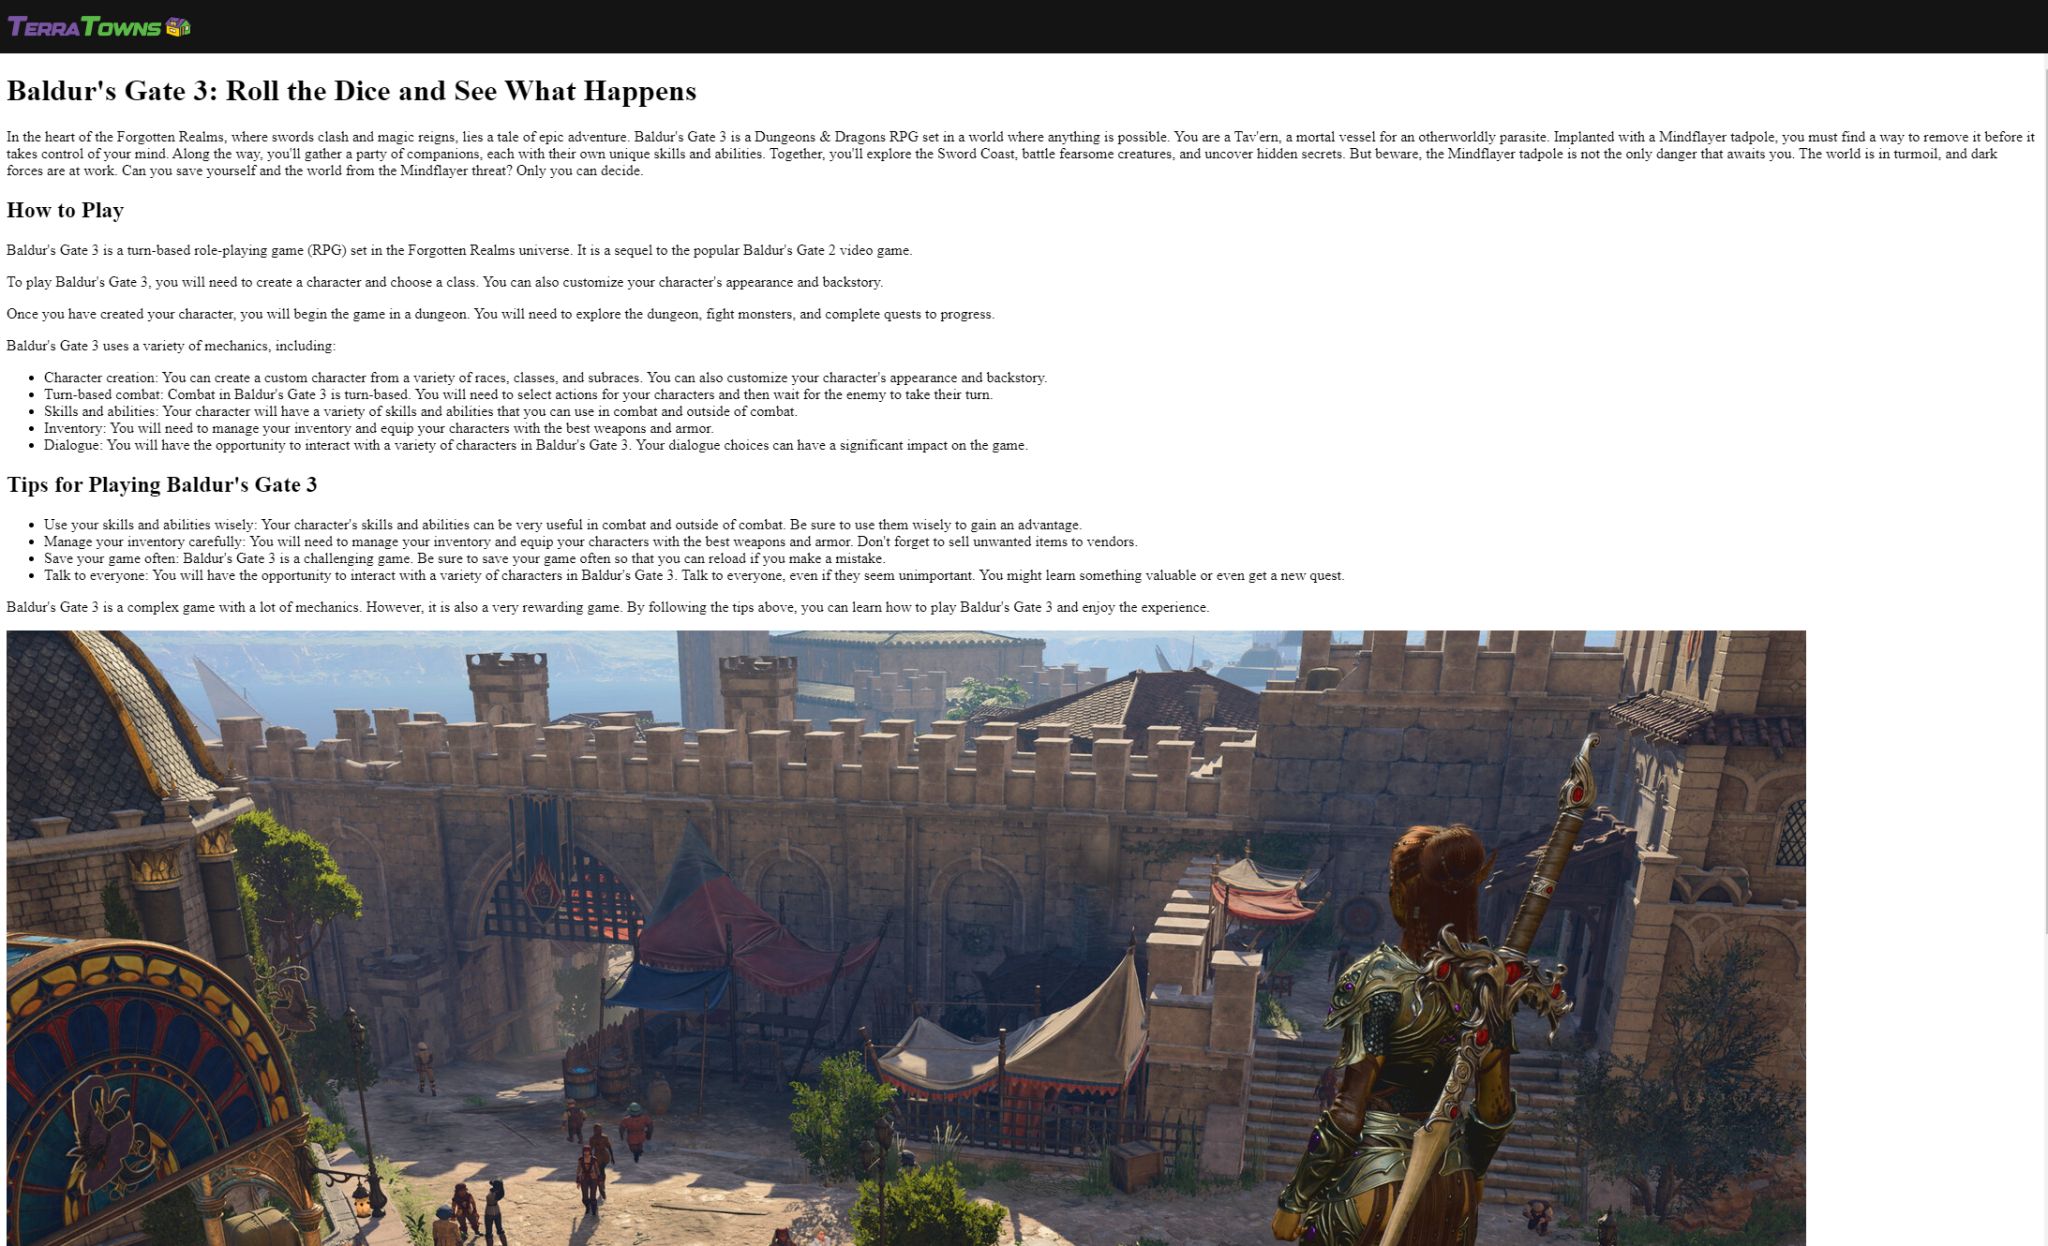 TERRATOWNS
Baldur's Gate 3: Roll the Dice and See What Happens
In the heart of the Forgotten Realms, where swords clash and magic reigns, lies a tale of epic adventure. Baldur's Gate 3 is a Dungeons & Dragons RPG set in a world where anything is possible. You are a Tav'ern, a mortal vessel for an otherworldly parasite. Implanted with a Mindflayer tadpole, you must find a way to remove it before it
takes control of your mind. Along the way, you'll gather a party of companions, each with their own unique skills and abilities. Together, you'll explore the Sword Coast, battle fearsome creatures, and uncover hidden secrets. But beware, the Mindflayer tadpole is not the only danger that awaits you. The world is in turmoil, and dark
forces are at work. Can you save yourself and the world from the Mindflayer threat? Only you can decide.
How to Play
Baldur's Gate 3 is a turn-based role-playing game (RPG) set in the Forgotten Realms universe. It is a sequel to the popular Baldur's Gate 2 video game.
To play Baldur's Gate 3, you will need to create a character and choose a class. You can also customize your character's appearance and backstory.
Once you have created your character, you will begin the game in a dungeon. You will need to explore the dungeon, fight monsters, and complete quests to progress.
Baldur's Gate 3 uses a variety of mechanics, including:
• Character creation: You can create a custom character from a variety of races, classes, and subraces. You can also customize your character's appearance and backstory.
• Turn-based combat: Combat in Baldur's Gate 3 is turn-based. You will need to select actions for your characters and then wait for the enemy to take their turn.
• Skills and abilities: Your character will have a variety of skills and abilities that you can use in combat and outside of combat.
• Inventory: You will need to manage your inventory and equip your characters with the best weapons and armor.
• Dialogue: You will have the opportunity to interact with a variety of characters in Baldur's Gate 3. Your dialogue choices can have a significant impact on the game.
Tips for Playing Baldur's Gate 3
• Use your skills and abilities wisely: Your character's skills and abilities can be very useful in combat and outside of combat. Be sure to use them wisely to gain an advantage.
• Manage your inventory carefully: You will need to manage your inventory and equip your characters with the best weapons and armor. Don't forget to sell unwanted items to vendors.
• Save your game often: Baldur's Gate 3 is a challenging game. Be sure to save your game often so that you can reload if you make a mistake.
• Talk to everyone: You will have the opportunity to interact with a variety of characters in Baldur's Gate 3. Talk to everyone, even if they seem unimportant. You might learn something valuable or even get a new quest.
Baldur's Gate 3 is a complex game with a lot of mechanics. However, it is also a very rewarding game. By following the tips above, you can learn how to play Baldur's Gate 3 and enjoy the experience.